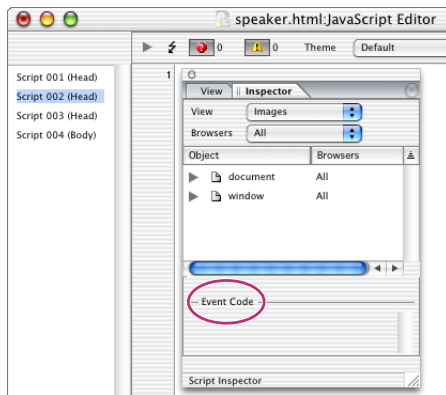 speaker.html:JavaScript Editor
0 0 Theme Default
Script 001 (Head)
Script 002 (Head)
Script 003 (Head)
Script 004 (Body)
1
View Inspector
View Images
Browsers All
Object Browsers
document All
window All
Event Code
Script Inspector